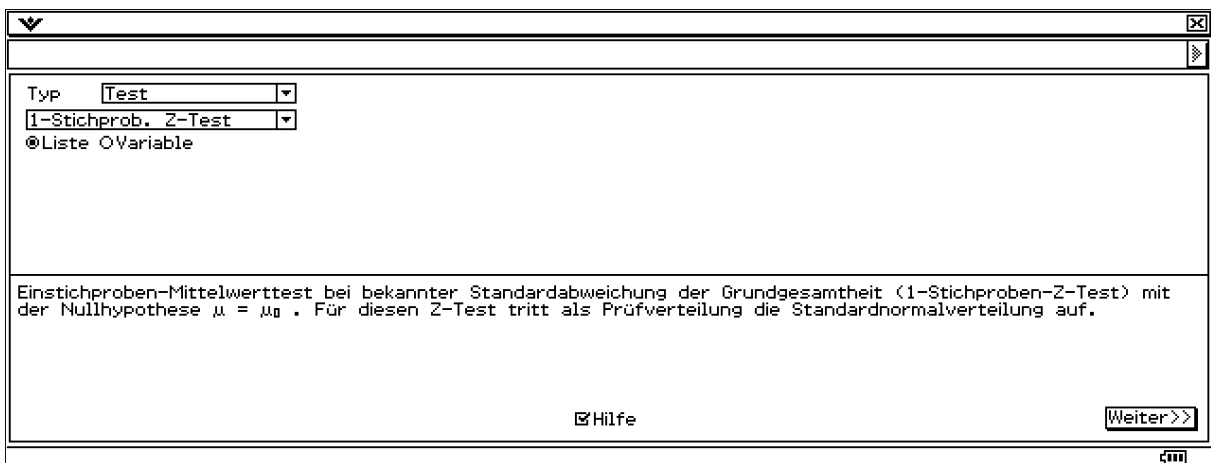 Typ Test
1-Stichprob. Z-Test
Liste Variable
Einstichproben-Mittelwerttest bei bekannter Standardabweichung der Grundgesamtheit (1-Stichproben-Z-Test) mit
der Nullhypothese μ = μ₀ . Für diesen Z-Test tritt als Prüfverteilung die Standardnormalverteilung auf.
Hilfe
Weiter>>